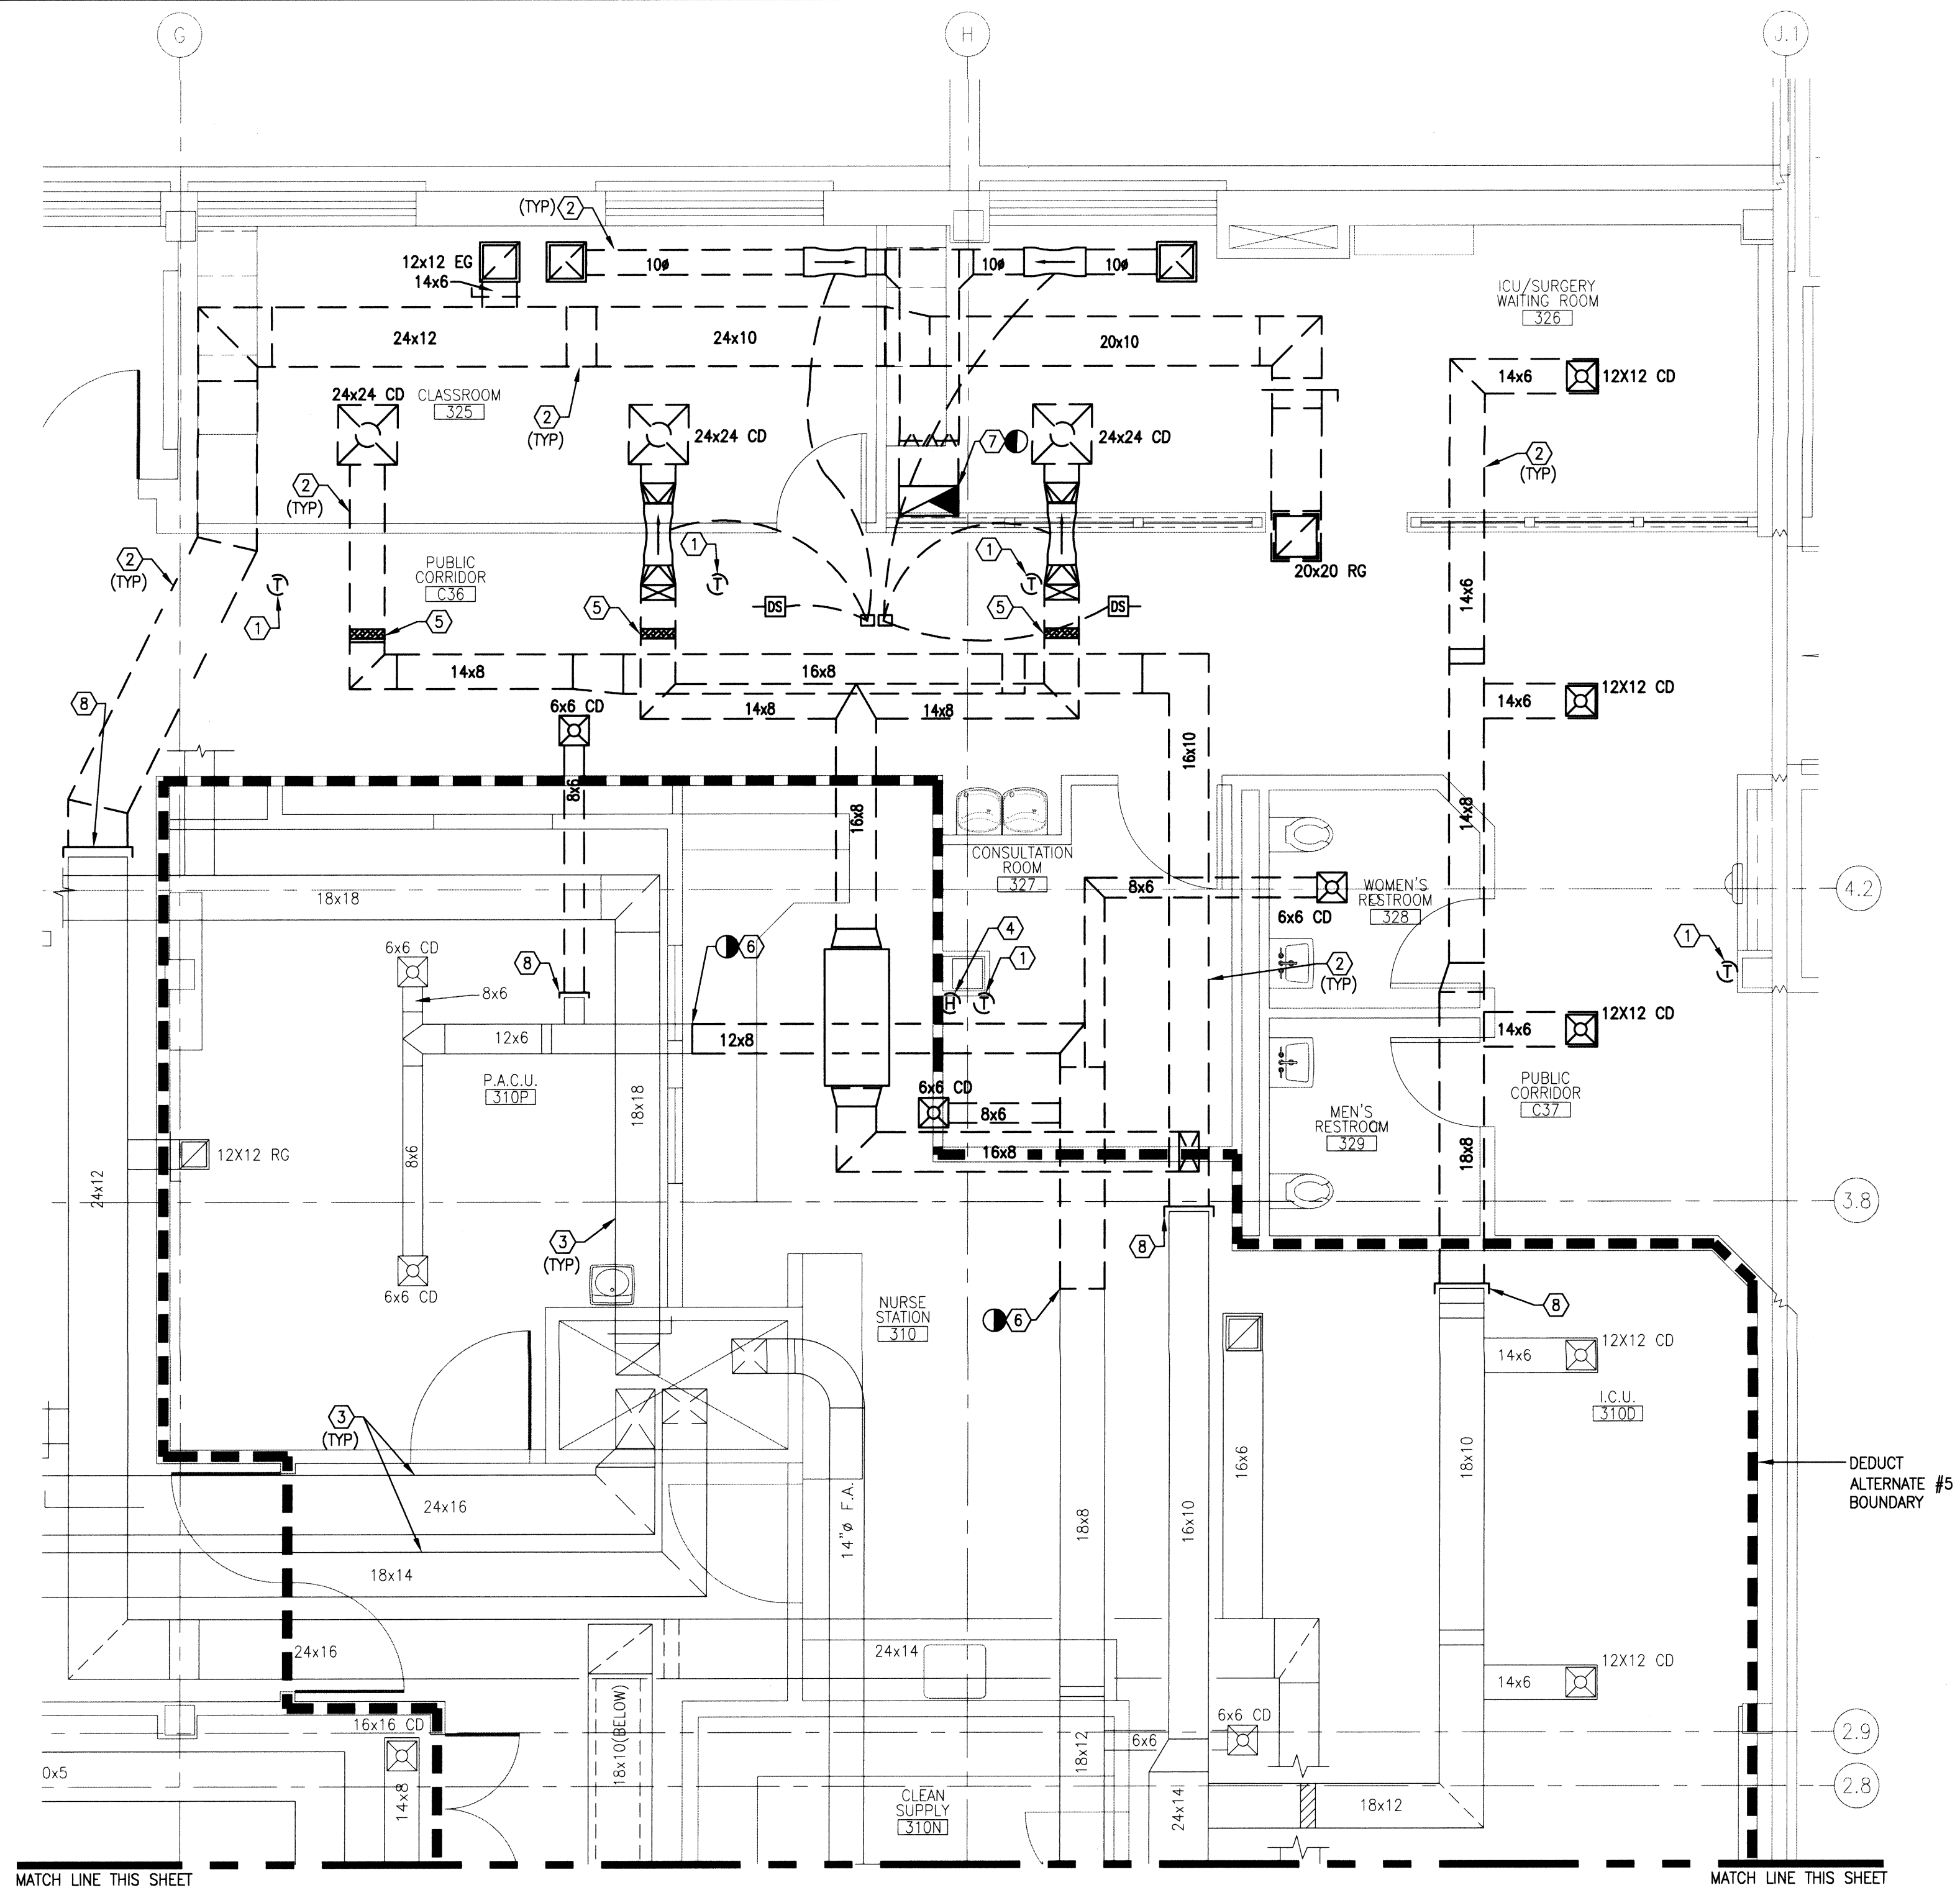 G
H
J.1
(TYP) 2
12x12 EG
14x6
10ø
10ø
10ø
ICU/SURGERY
WAITING ROOM
326
24x12
24x10
20x10
24x24 CD
CLASSROOM
325
2
(TYP)
24x24 CD
7
24x24 CD
14x6
12X12 CD
2
(TYP)
2
(TYP)
2
(TYP)
PUBLIC
CORRIDOR
C36
1
T
1
T
T
1
20x20 RG
14x6
5
5
DS
5
DS
14x8
16x8
14x8
14x8
14x6
12X12 CD
8
6x6 CD
8x6
16x8
16x10
14x8
CONSULTATION
ROOM
327
8x6
6x6 CD
WOMEN'S
RESTROOM
328
4.2
18x18
6x6 CD
8x6
8
6
4
1
H
T
2
(TYP)
1
T
12x6
12x8
14x6
12X12 CD
P.A.C.U.
310P
18x18
6x6 CD
8x6
PUBLIC
CORRIDOR
C37
MEN'S
RESTROOM
329
12X12 RG
8x6
16x8
18x8
24x12
3.8
3
(TYP)
8
6x6 CD
NURSE
STATION
310
6
8
12X12 CD
14x6
I.C.U.
310D
3
(TYP)
24x16
14"ø F.A.
18x8
16x10
16x6
18x10
DEDUCT
ALTERNATE #5
BOUNDARY
18x14
24x16
24x14
12X12 CD
14x6
16x16 CD
18x10(BELOW)
18x12
6x6
6x6 CD
2.9
0x5
14x8
CLEAN
SUPPLY
310N
24x14
18x12
2.8
MATCH LINE THIS SHEET
MATCH LINE THIS SHEET